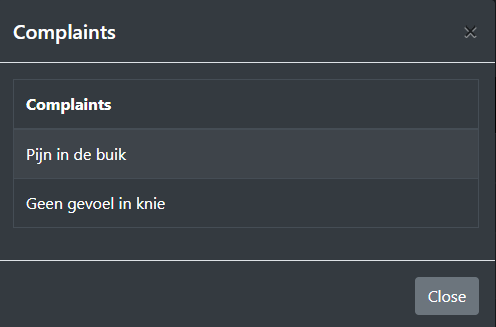 Complaints
×
Complaints
Pijn in de buik
Geen gevoel in knie
Close